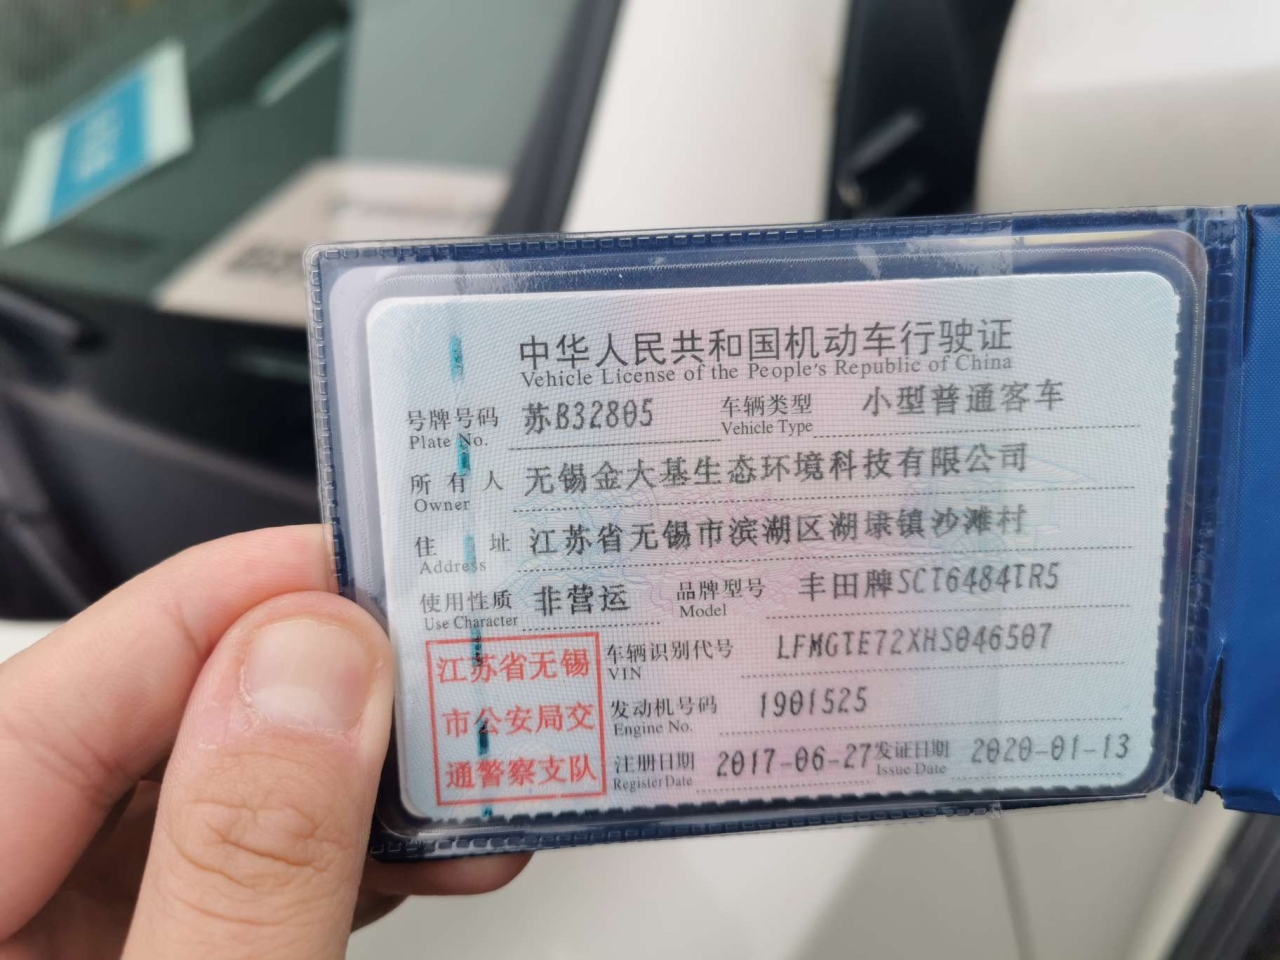 中华人民共和国机动车行驶证
Vehicle License of the People's Republic of China
号牌号码 苏B32805 车辆类型 小型普通客车
Plate No. Vehicle Type
所有人 无锡金大基生态环境科技有限公司
Owner
住址 江苏省无锡市滨湖区湖埭镇沙滩村
Address
使用性质 非营运 品牌型号 丰田牌SCT6484TR5
Use Character Model
江苏省无锡
市公安局交
通警察支队
车辆识别代号 LFMGTE72XHS046507
VIN
发动机号码 1901525
Engine No.
注册日期 2017-06-27 发证日期 2020-01-13
Register Date Issue Date